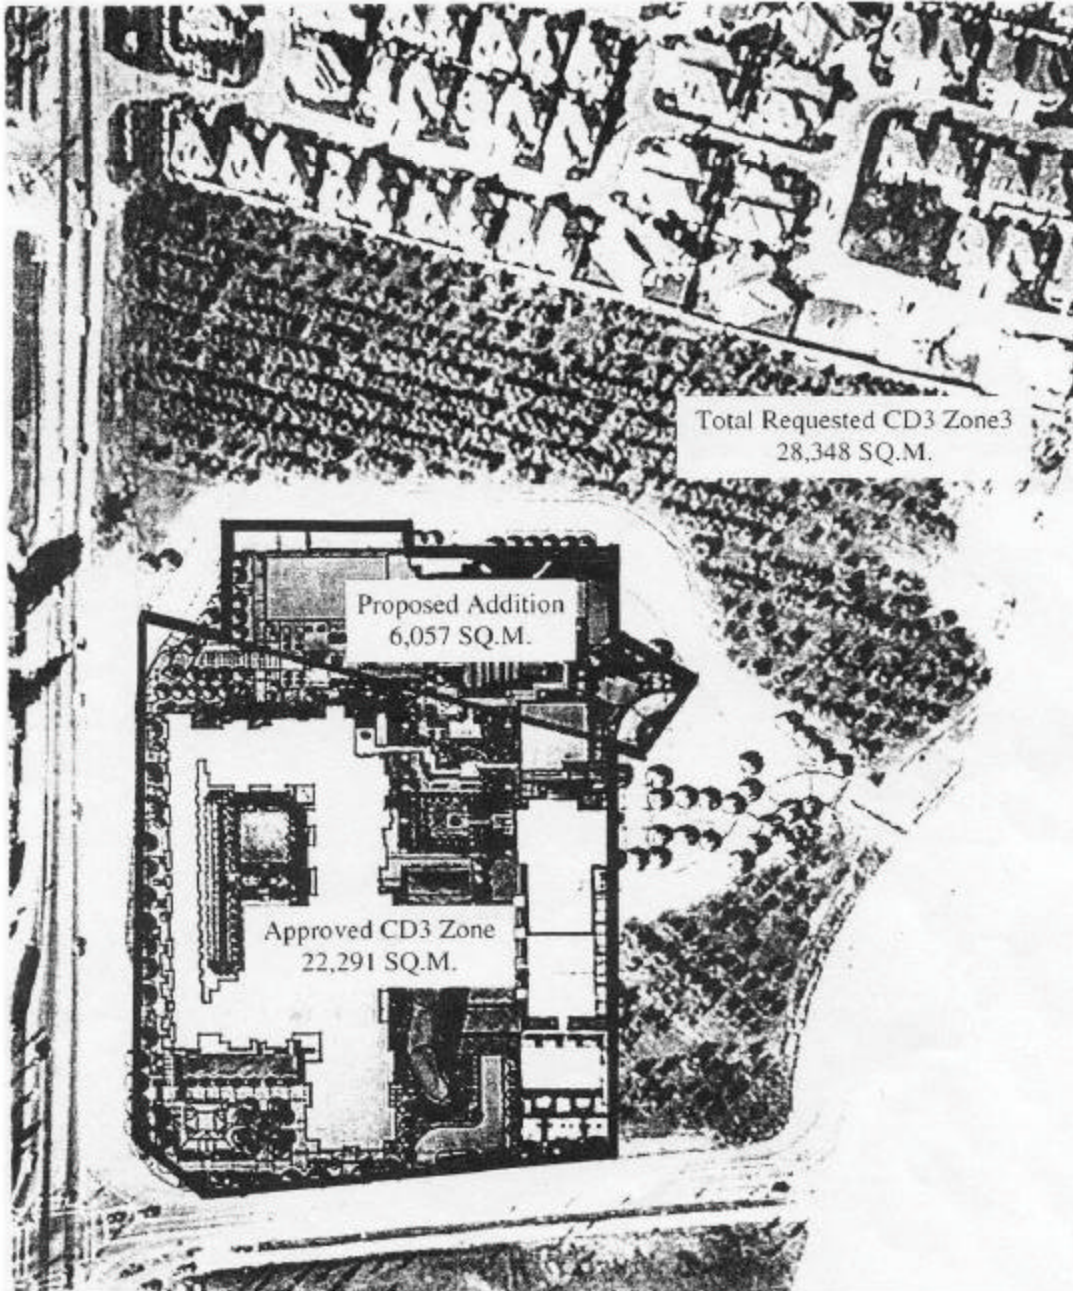 Total Requested CD3 Zone3
28,348 SQ.M.
Proposed Addition
6,057 SQ.M.
Approved CD3 Zone
22,291 SQ.M.